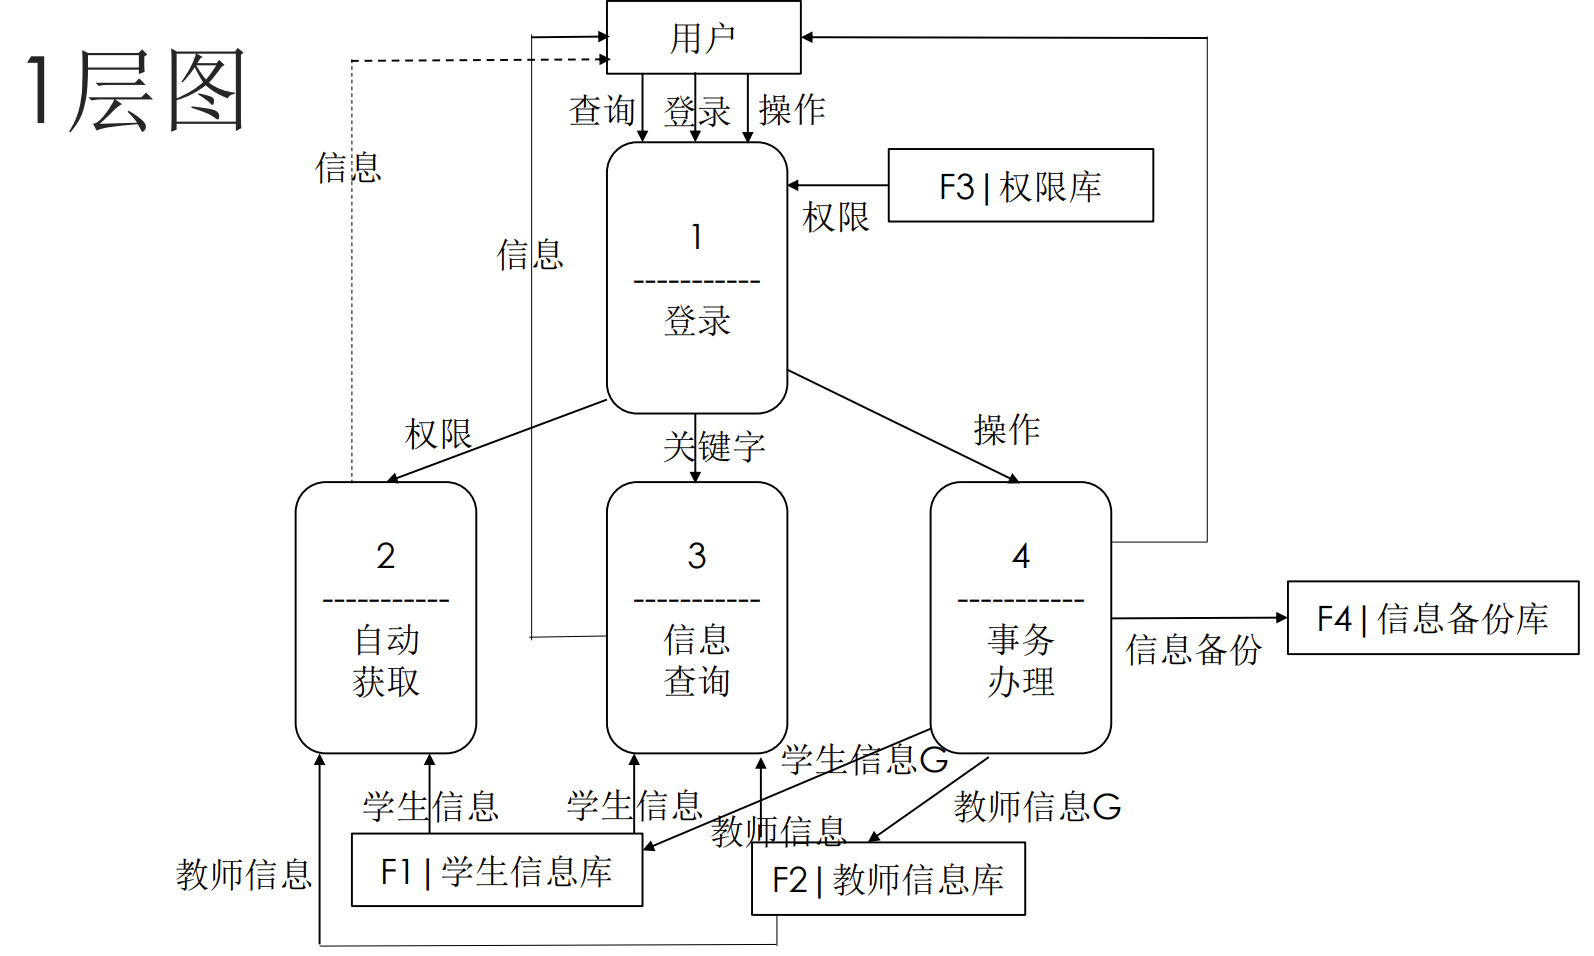 1层图
用户
查询
登录
操作
信息
F3|权限库
权限
1
-----------
登录
信息
权限
关键字
操作
2
-----------
自动
获取
3
-----------
信息
查询
4
-----------
事务
办理
F4|信息备份库
信息备份
学生信息G
学生信息
学生信息
教师信息
教师信息G
教师信息
F1|学生信息库
F2|教师信息库